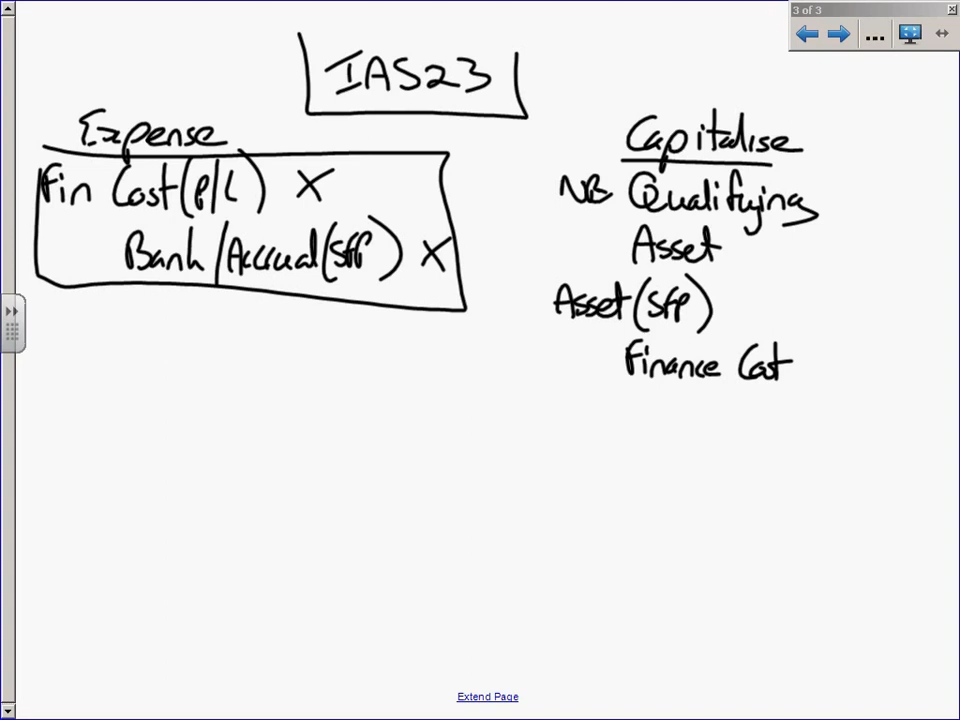 3 of 3
IAS23
Expense
Fin Cost (P/L) X
Bank/Accrual (SFP) X
Capitalise
NB Qualifying
Asset
Asset (SFP)
Finance Cost
Extend Page